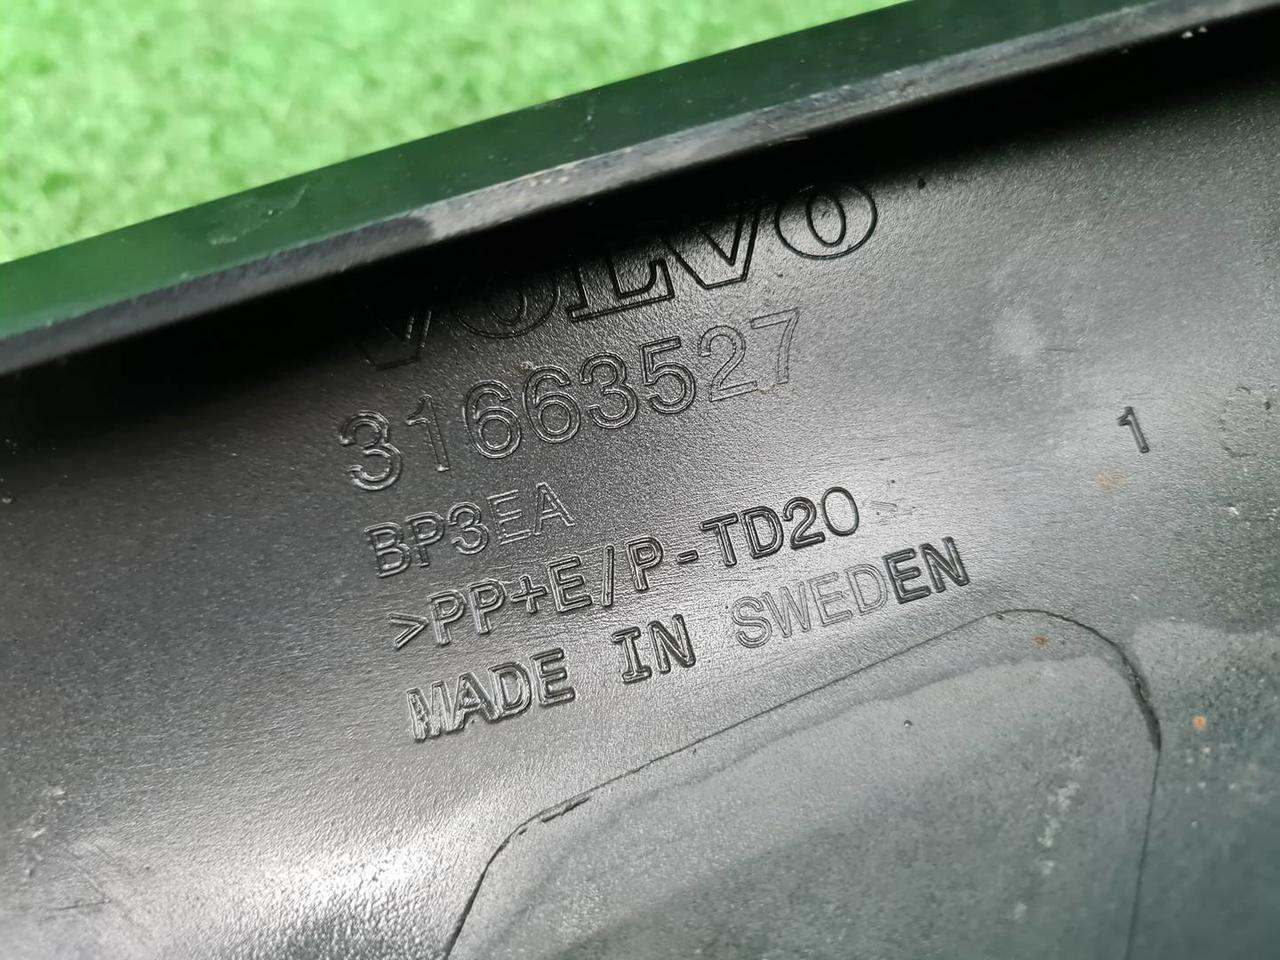 VOLVO
31663527
BP3EA
>PP+E/P-TD20<
MADE IN SWEDEN
1